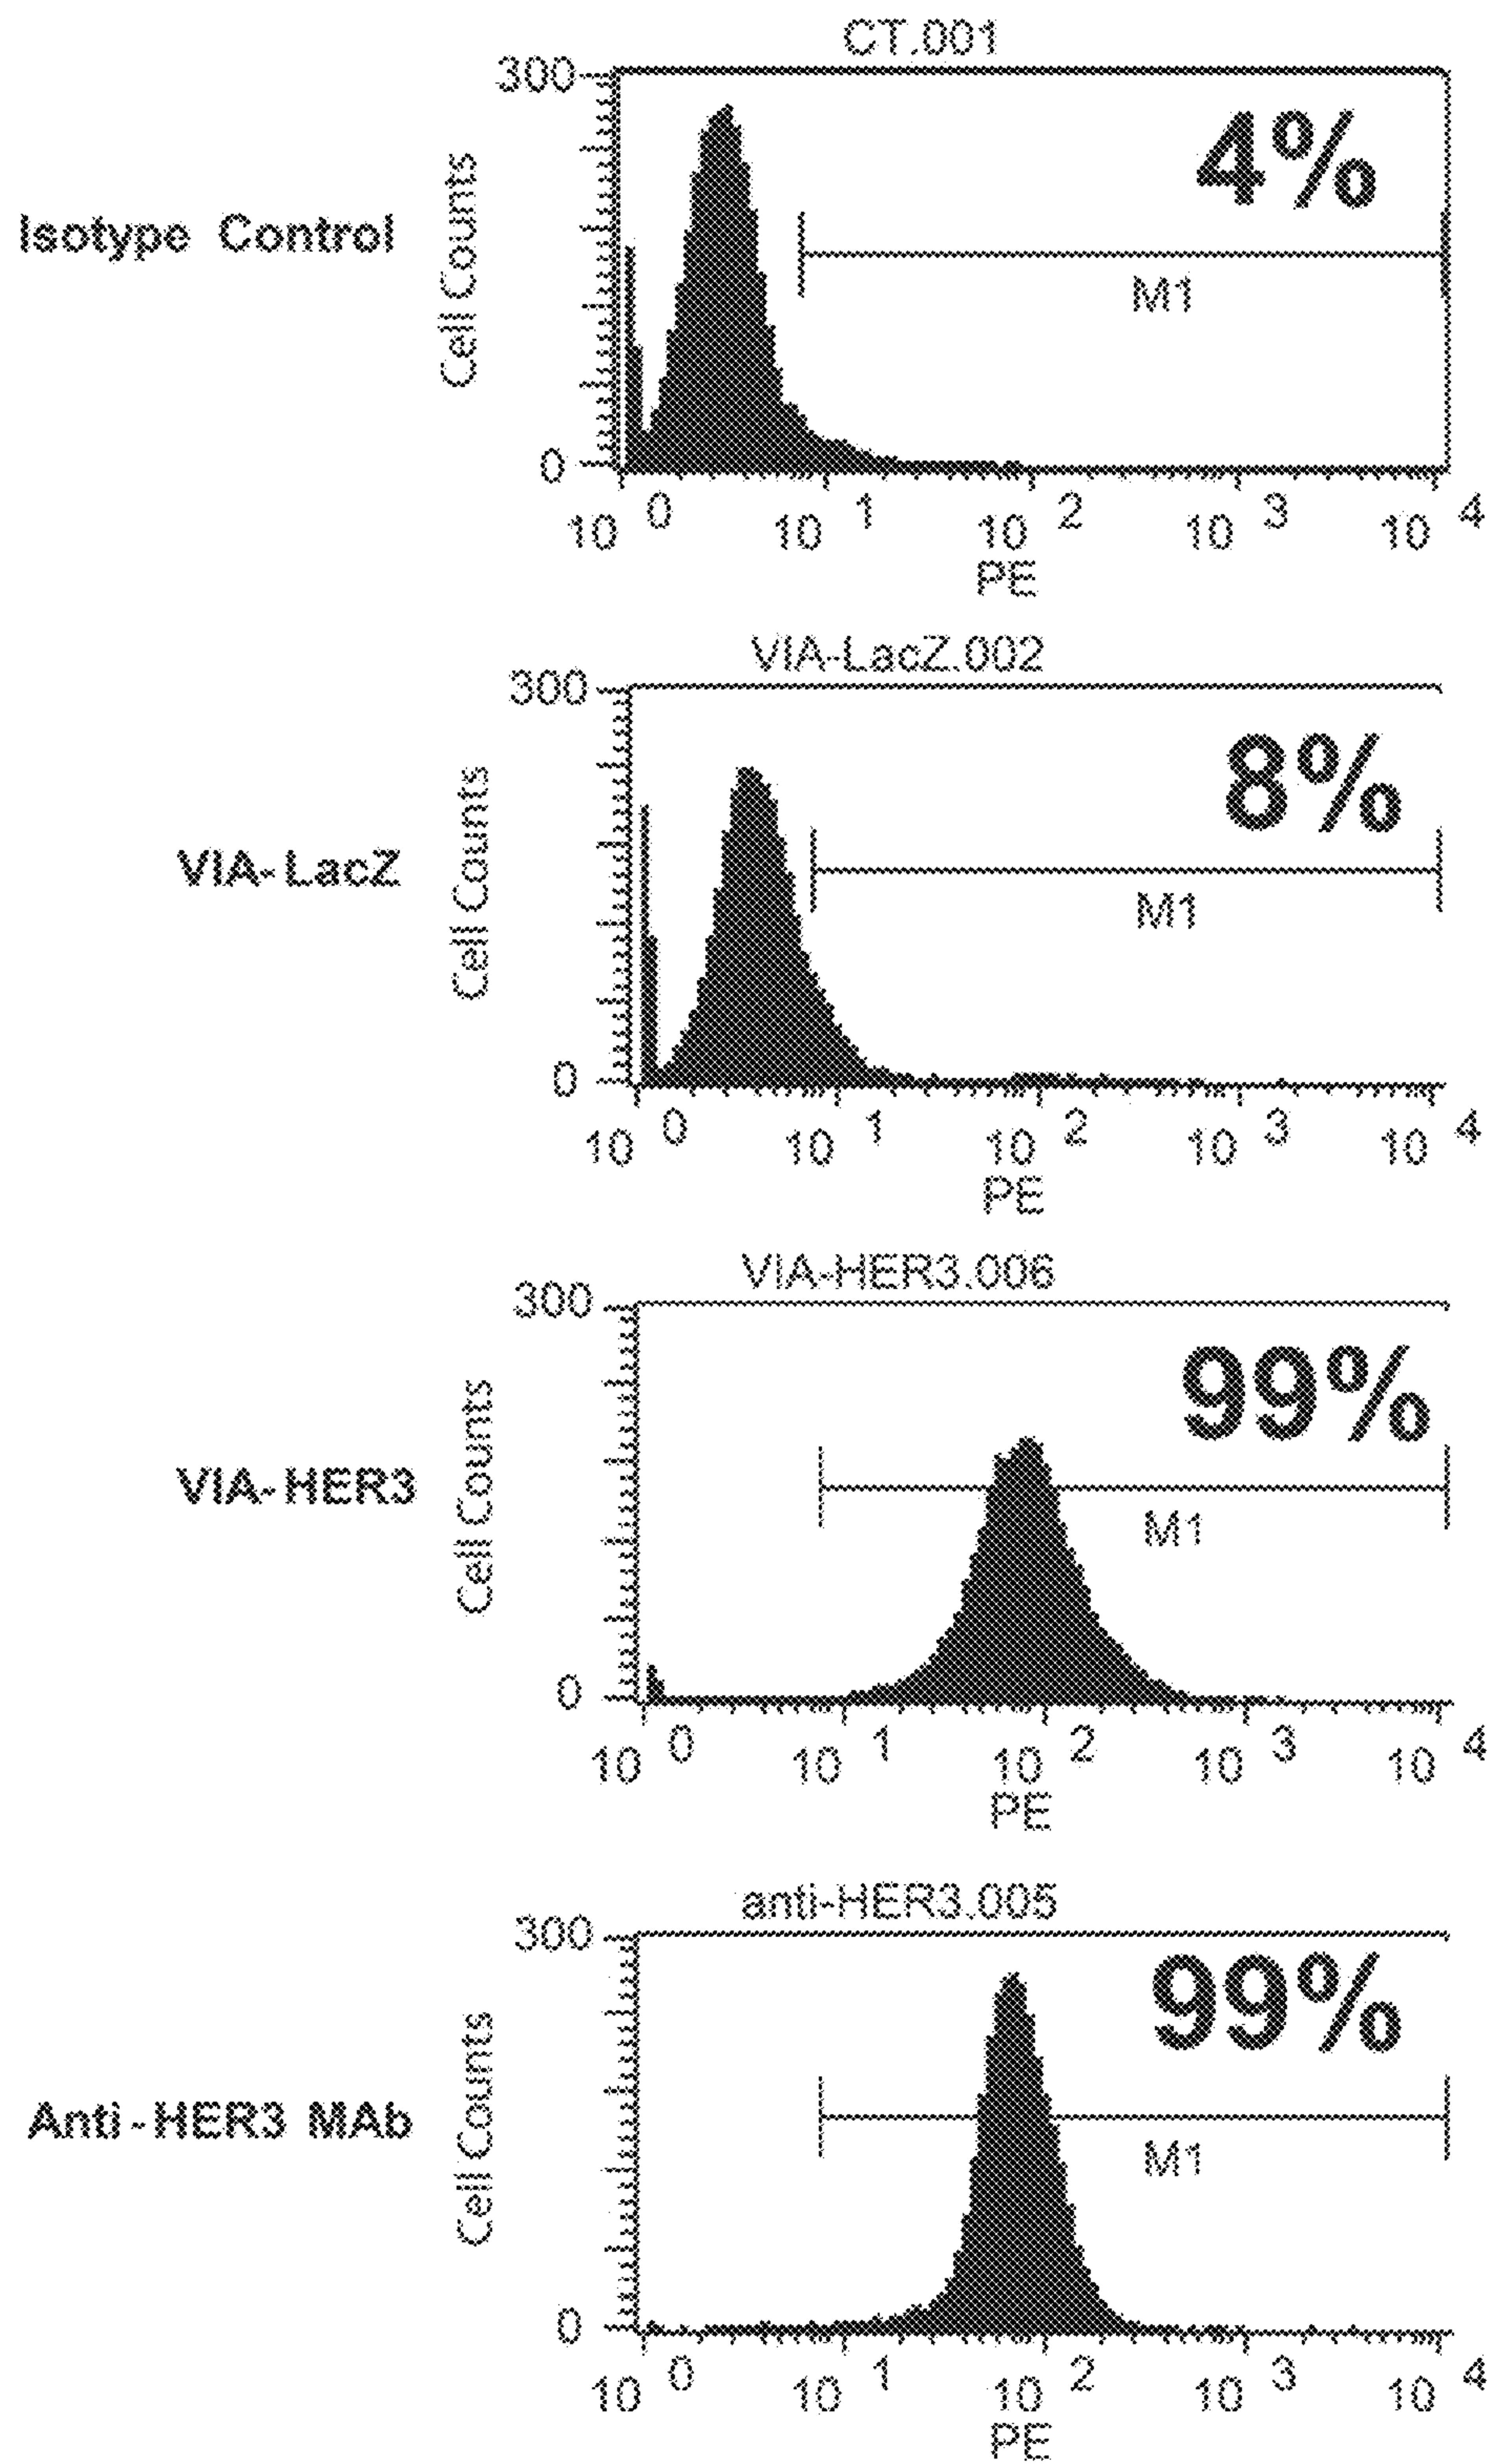 CT.001
300
4%
Isotype Control
Cell Counts
M1
0
10 0 10 1 10 2 10 3 10 4
PE
VIA-LacZ.002
300
8%
VIA-LacZ
Cell Counts
M1
0
10 0 10 1 10 2 10 3 10 4
PE
VIA-HER3.006
300
99%
VIA-HER3
Cell Counts
M1
0
10 0 10 1 10 2 10 3 10 4
PE
anti-HER3.005
300
99%
Anti-HER3 MAb
Cell Counts
M1
0
10 0 10 1 10 2 10 3 10 4
PE